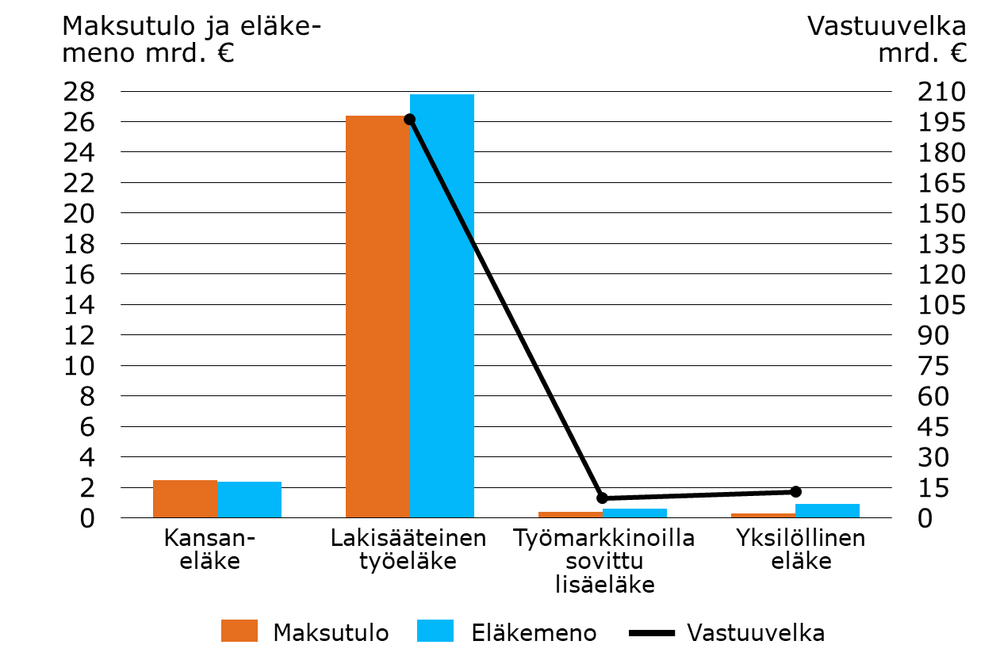 Maksutulo ja eläke-
meno mrd. €
Vastuuvelka
mrd. €
28
26
24
22
20
18
16
14
12
10
8
6
4
2
0
210
195
180
165
150
135
120
105
90
75
60
45
30
15
0
Kansan-
eläke
Lakisääteinen
työeläke
Työmarkkinoilla
sovittu
lisäeläke
Yksilöllinen
eläke
Maksutulo
Eläkemeno
Vastuuvelka